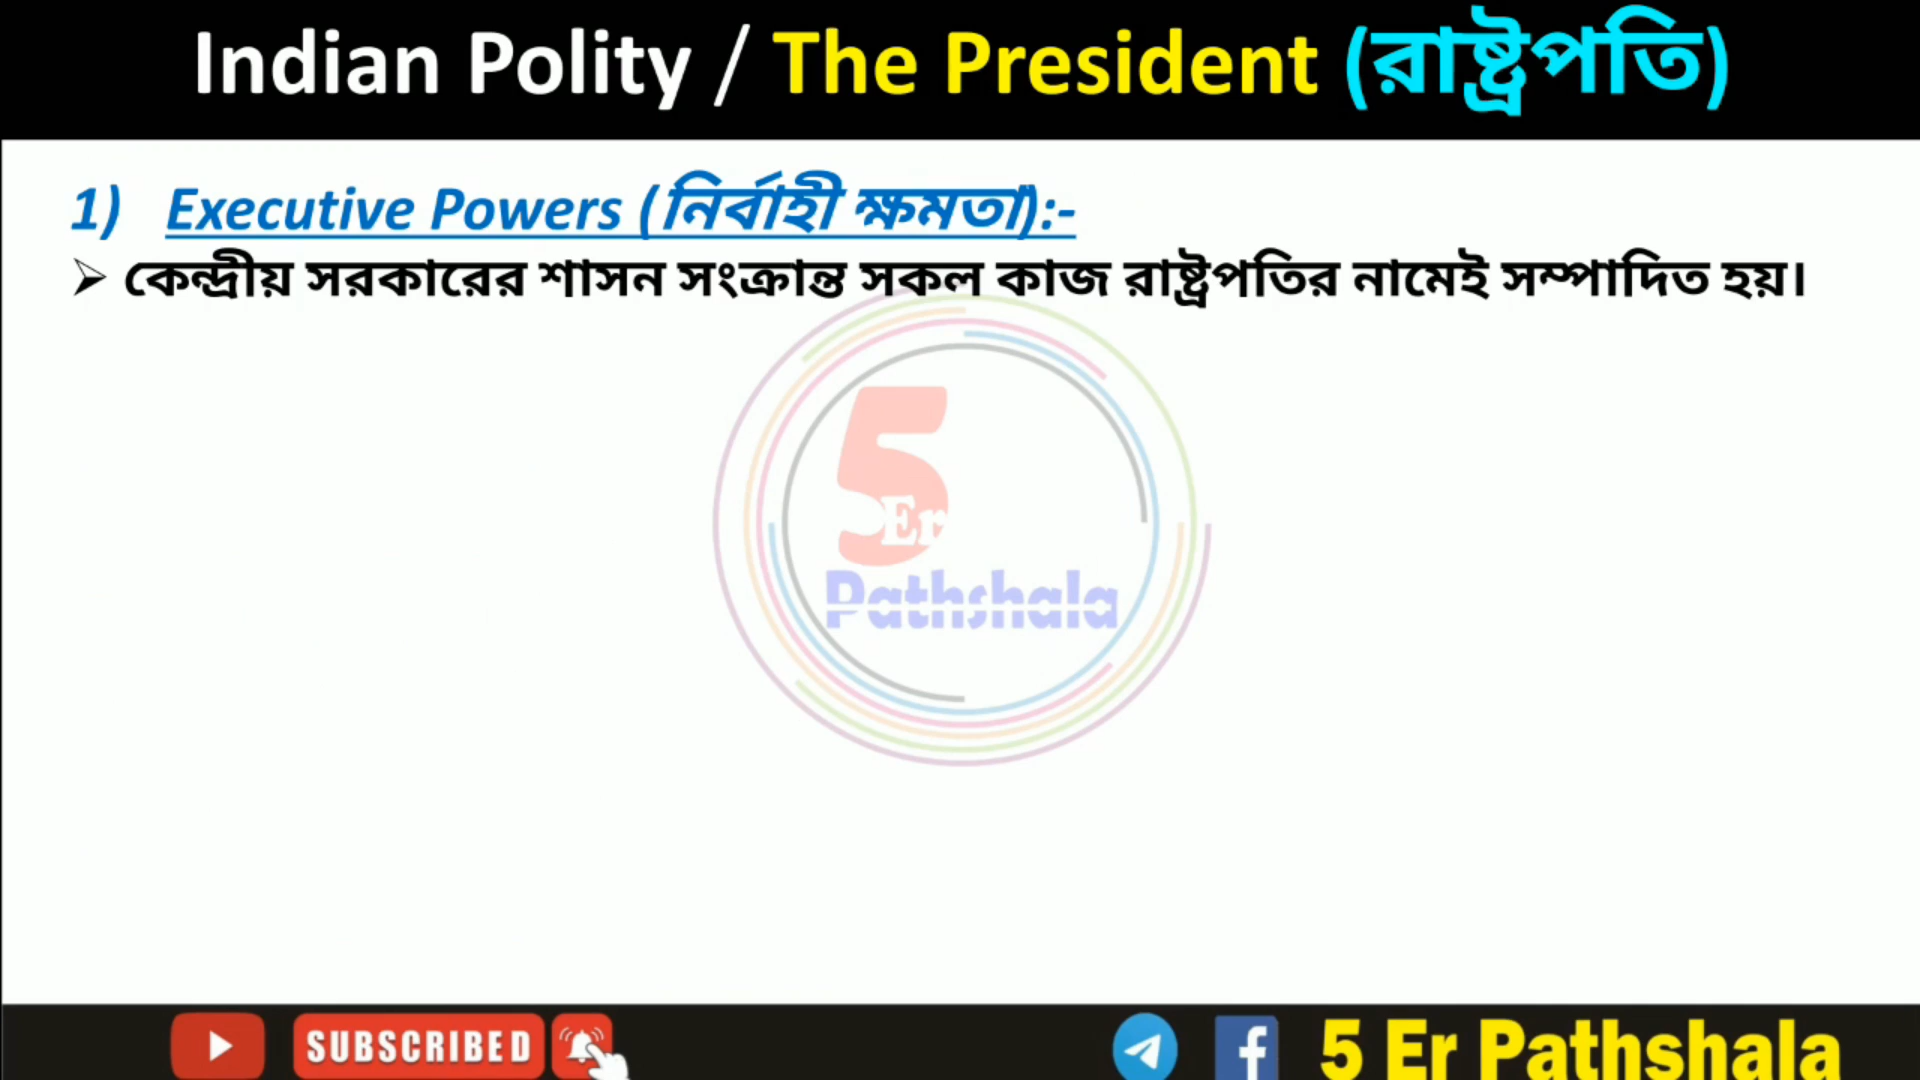 Indian Polity / The President (রাষ্ট্রপতি)
1) Executive Powers (নির্বাহী ক্ষমতা):-
➢ কেন্দ্রীয় সরকারের শাসন সংক্রান্ত সকল কাজ রাষ্ট্রপতির নামেই সম্পাদিত হয়।
5
Er
Pathshala
SUBSCRIBED
5 Er Pathshala